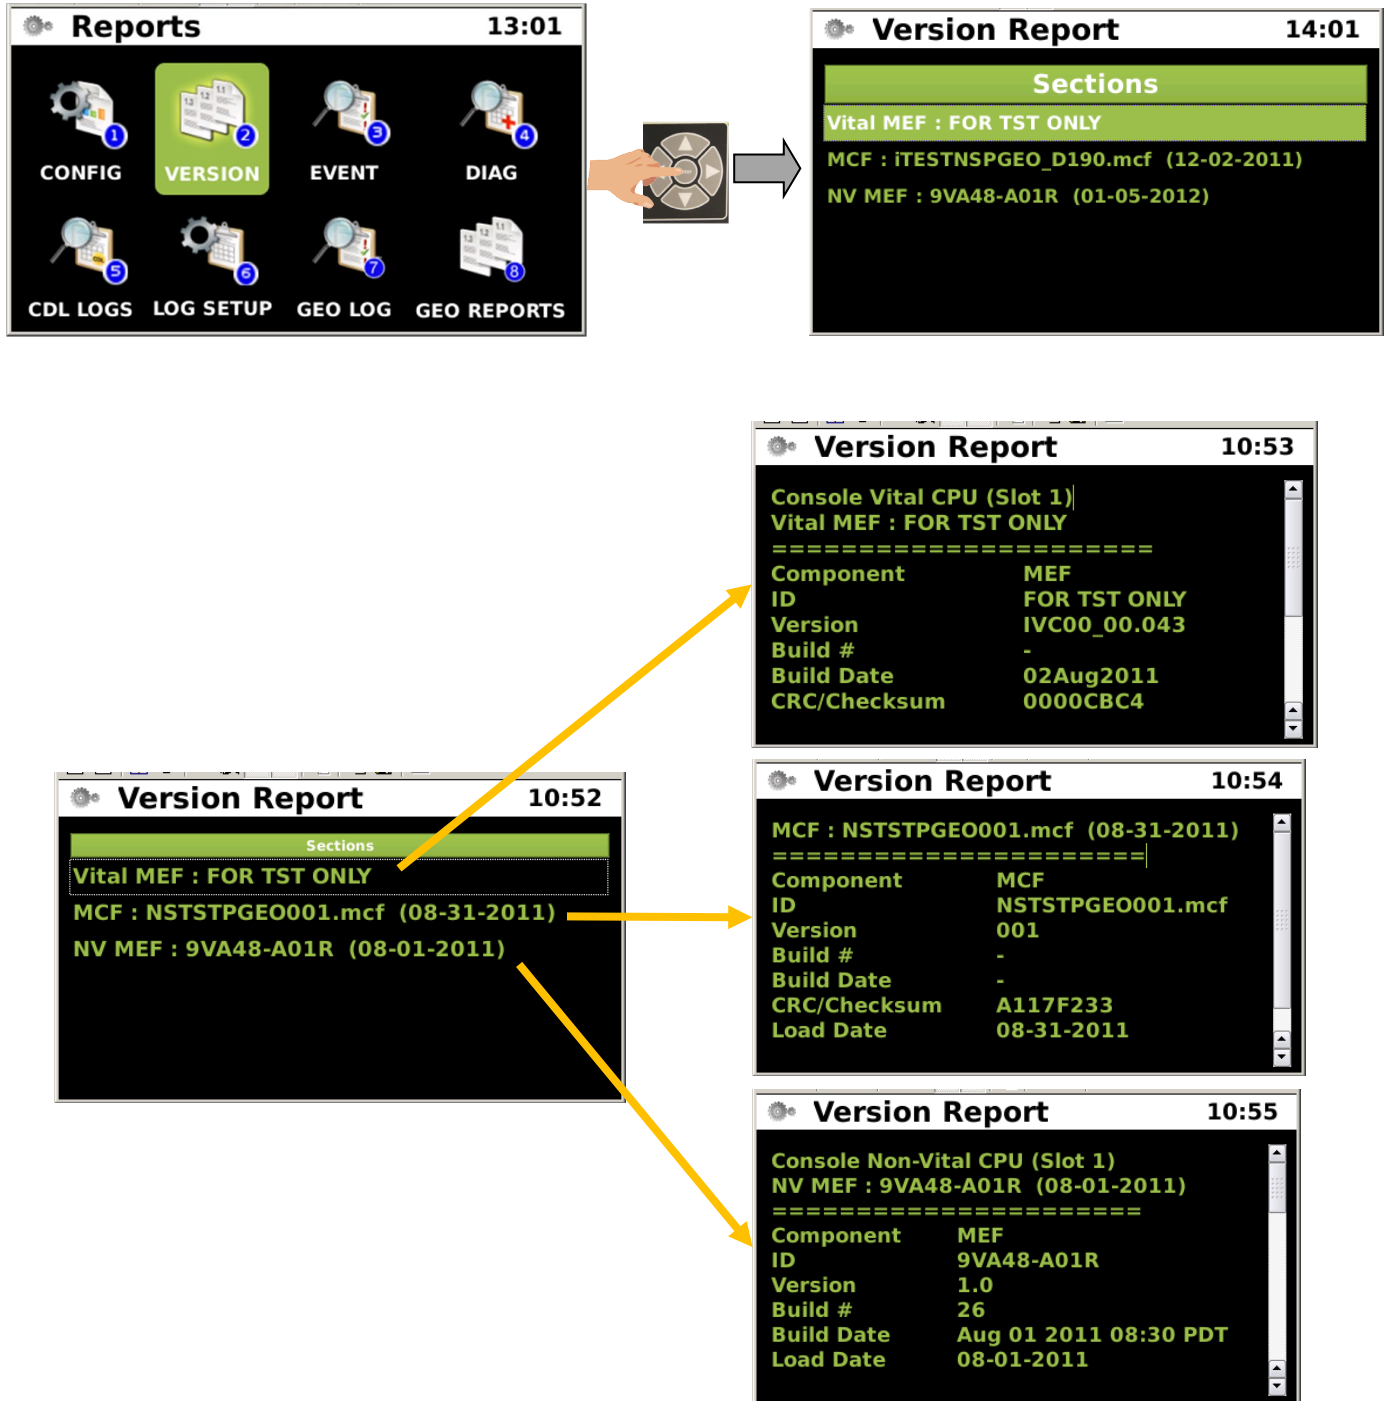 Reports 13:01
1 2 3 4
CONFIG VERSION EVENT DIAG
5 6 7 8
CDL LOGS LOG SETUP GEO LOG GEO REPORTS
Version Report 14:01
Sections
Vital MEF : FOR TST ONLY
MCF : iTESTNSPGEO_D190.mcf (12-02-2011)
NV MEF : 9VA48-A01R (01-05-2012)
Version Report 10:52
Sections
Vital MEF : FOR TST ONLY
MCF : NSTSTPGEO001.mcf (08-31-2011)
NV MEF : 9VA48-A01R (08-01-2011)
Version Report 10:53
Console Vital CPU (Slot 1)
Vital MEF : FOR TST ONLY
======================
Component MEF
ID FOR TST ONLY
Version IVC00_00.043
Build # -
Build Date 02Aug2011
CRC/Checksum 0000CBC4
Version Report 10:54
MCF : NSTSTPGEO001.mcf (08-31-2011)
======================
Component MCF
ID NSTSTPGEO001.mcf
Version 001
Build # -
Build Date -
CRC/Checksum A117F233
Load Date 08-31-2011
Version Report 10:55
Console Non-Vital CPU (Slot 1)
NV MEF : 9VA48-A01R (08-01-2011)
======================
Component MEF
ID 9VA48-A01R
Version 1.0
Build # 26
Build Date Aug 01 2011 08:30 PDT
Load Date 08-01-2011